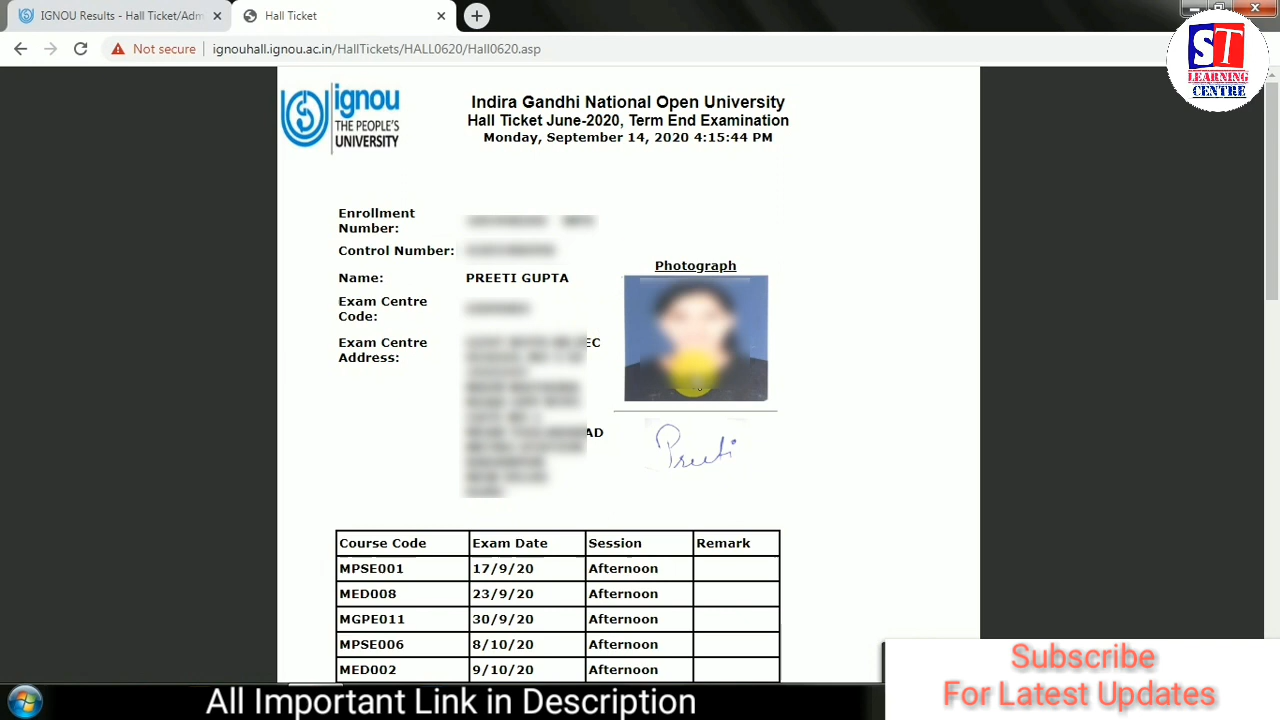 IGNOU Results - Hall Ticket/Adm
Hall Ticket
Not secure
ignouhall.ignou.ac.in/HallTickets/HALL0620/Hall0620.asp
ST
LEARNING
CENTRE
ignou
THE PEOPLE'S
UNIVERSITY
Indira Gandhi National Open University
Hall Ticket June-2020, Term End Examination
Monday, September 14, 2020 4:15:44 PM
Enrollment
Number:
Control Number:
Name: PREETI GUPTA
Exam Centre
Code:
Exam Centre
Address:
Photograph
Preeti
Course Code Exam Date Session Remark
MPSE001 17/9/20 Afternoon
MED008 23/9/20 Afternoon
MGPE011 30/9/20 Afternoon
MPSE006 8/10/20 Afternoon
MED002 9/10/20 Afternoon
Subscribe
For Latest Updates
All Important Link in Description